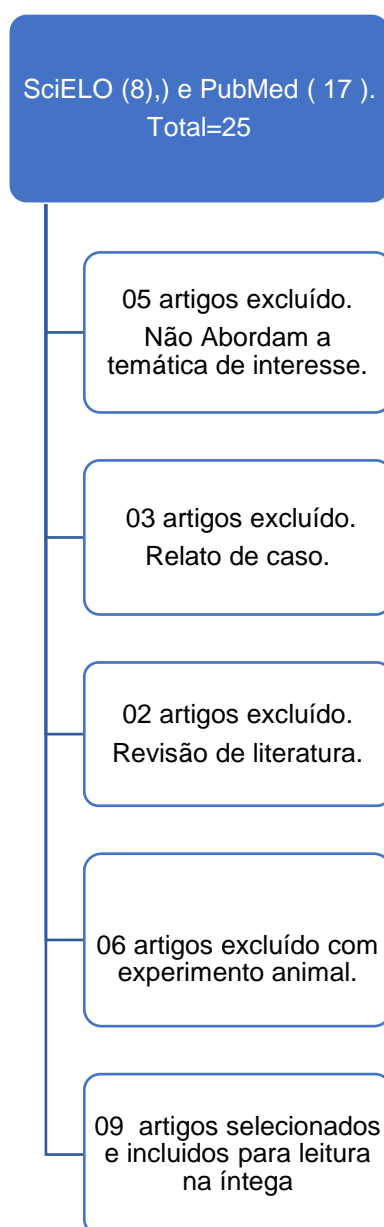 SciELO (8),) e PubMed ( 17 ).
Total=25
05 artigos excluído.
Não Abordam a
temática de interesse.
03 artigos excluído.
Relato de caso.
02 artigos excluído.
Revisão de literatura.
06 artigos excluído com
experimento animal.
09 artigos selecionados
e incluidos para leitura
na íntega